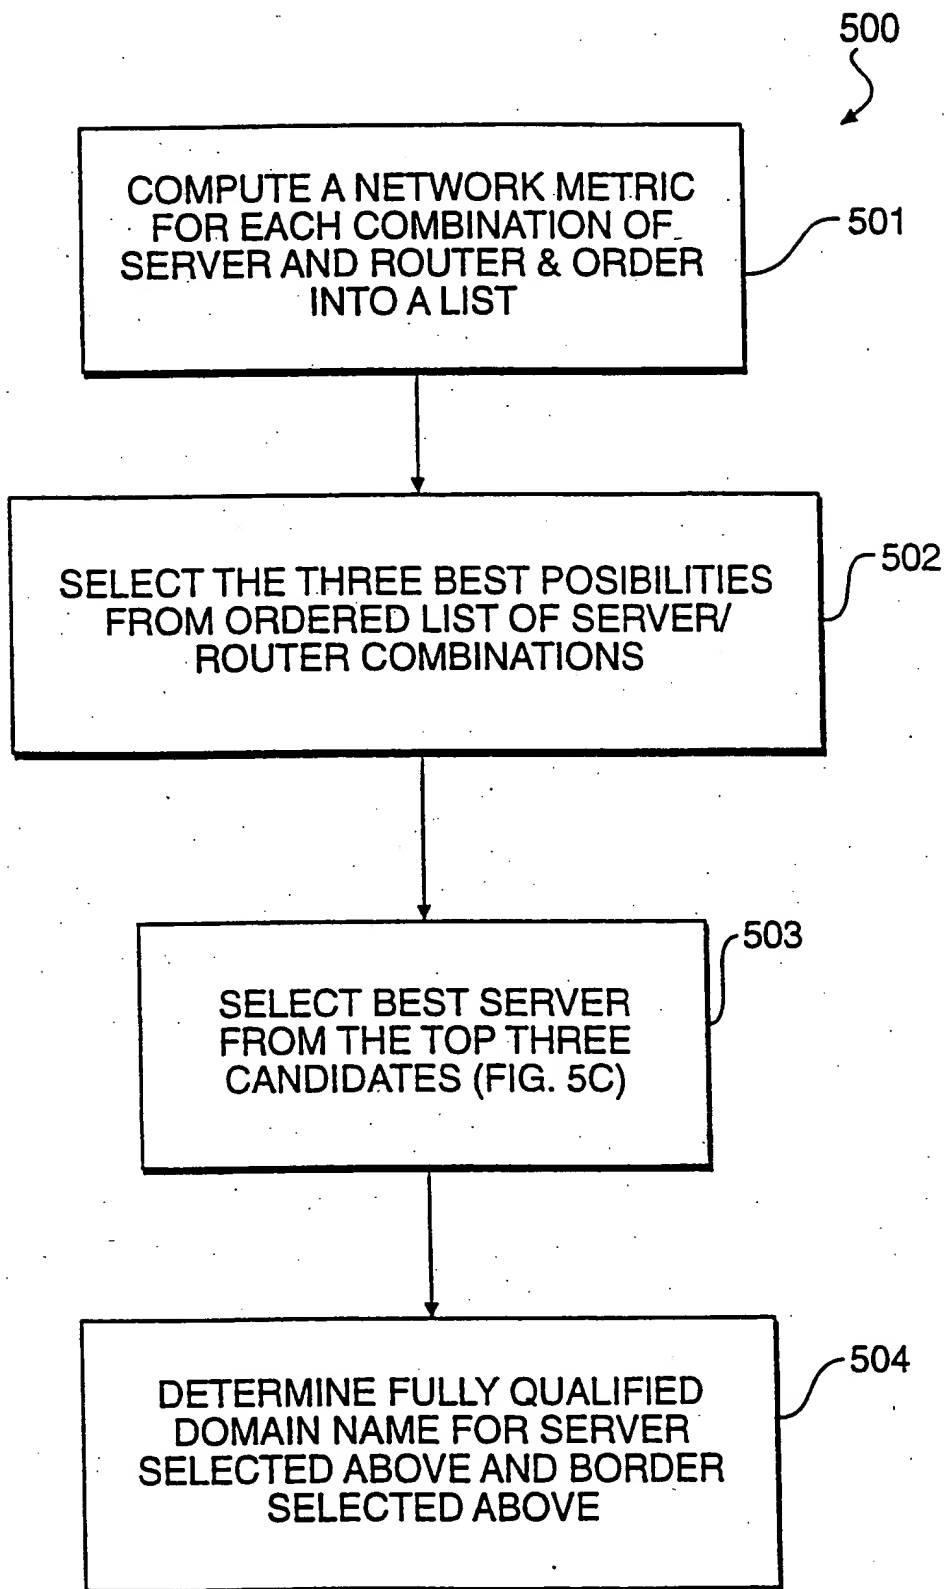 500
COMPUTE A NETWORK METRIC
FOR EACH COMBINATION OF
SERVER AND ROUTER & ORDER
INTO A LIST
501
SELECT THE THREE BEST POSIBILITIES
FROM ORDERED LIST OF SERVER/
ROUTER COMBINATIONS
502
SELECT BEST SERVER
FROM THE TOP THREE
CANDIDATES (FIG. 5C)
503
DETERMINE FULLY QUALIFIED
DOMAIN NAME FOR SERVER
SELECTED ABOVE AND BORDER
SELECTED ABOVE
504